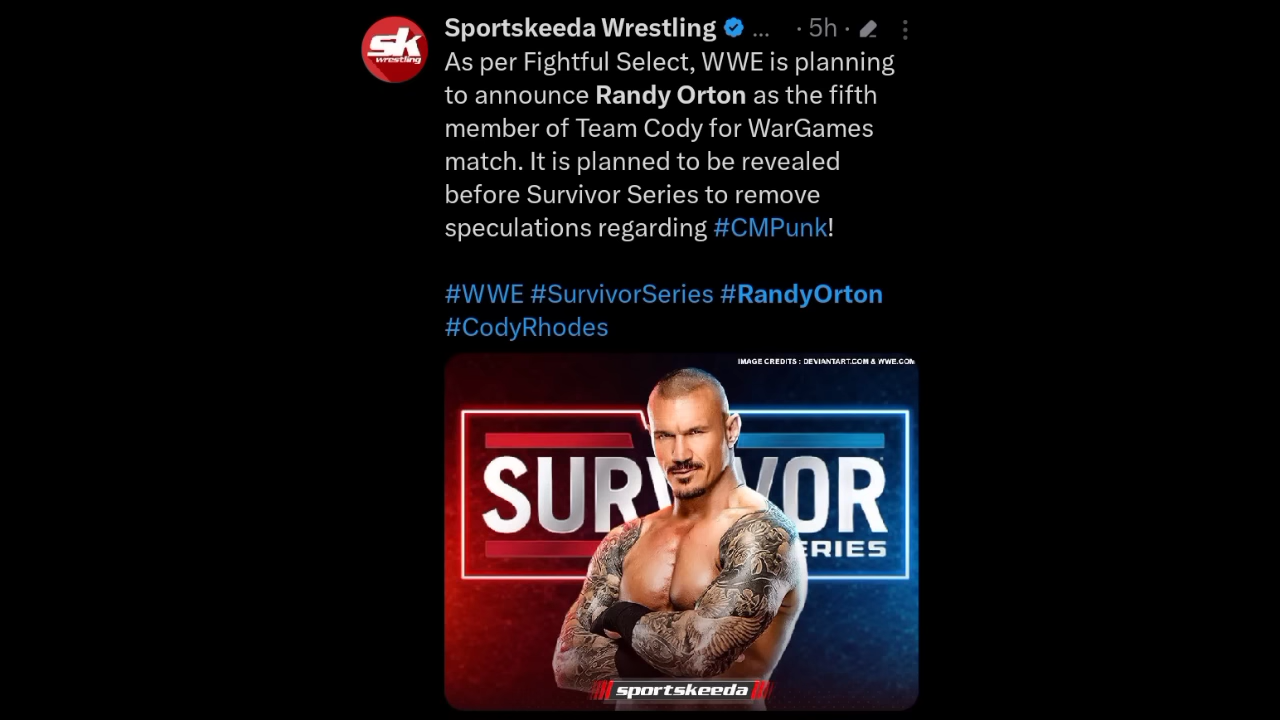 sk
wrestling
Sportskeeda Wrestling ... · 5h ·
As per Fightful Select, WWE is planning
to announce Randy Orton as the fifth
member of Team Cody for WarGames
match. It is planned to be revealed
before Survivor Series to remove
speculations regarding #CMPunk!
#WWE #SurvivorSeries #RandyOrton
#CodyRhodes
IMAGE CREDITS : DEVIANTART.COM & WWE.COM
SURV VOR
ERIES
sportskeeda